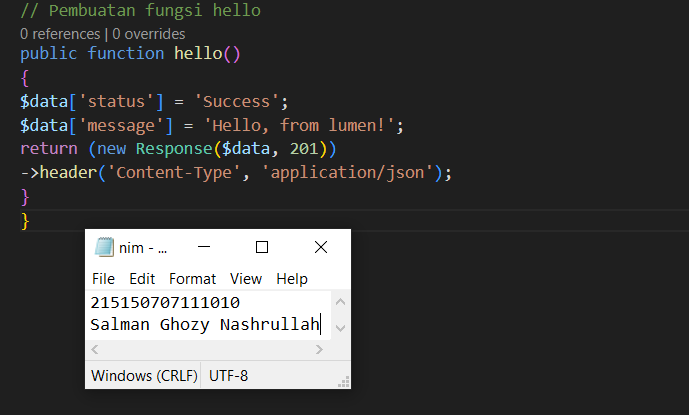 // Pembuatan fungsi hello
0 references | 0 overrides
public function hello()
{
$data['status'] = 'Success';
$data['message'] = 'Hello, from lumen!';
return (new Response($data, 201))
->header('Content-Type', 'application/json');
}
}
nim - ...
File Edit Format View Help
215150707111010
Salman Ghozy Nashrullah
Windows (CRLF) UTF-8